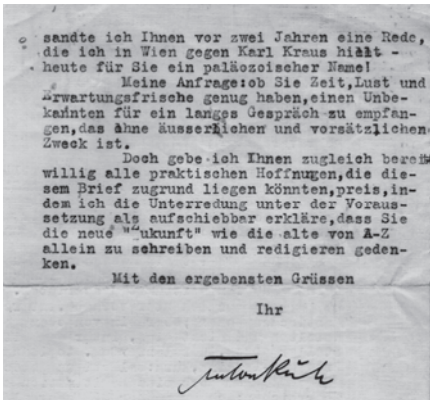 sandte ich Ihnen vor zwei Jahren eine Rede,
die ich in Wien gegen Karl Kraus hielt -
heute für Sie ein paläozoischer Name!
Meine Anfrage:ob Sie Zeit,Lust und
Erwartungsfrische genug haben,einen Unbe-
kannten für ein langes Gespräch zu empfan-
gen,das ohne äusserlichen und vorsätzlichen
Zweck ist.
Doch gebe ich Ihnen zugleich bereit
willig alle praktischen Hoffnungen,die die-
sem Brief zugrund liegen könnten,preis,in-
dem ich die Unterredung unter der Voraus-
setzung als aufschiebbar erkläre,dass Sie
die neue "Zukunft" wie die alte von A-Z
allein zu schreiben und redigieren geden-
ken.
Mit den ergebensten Grüssen
Ihr
Anton Kuh